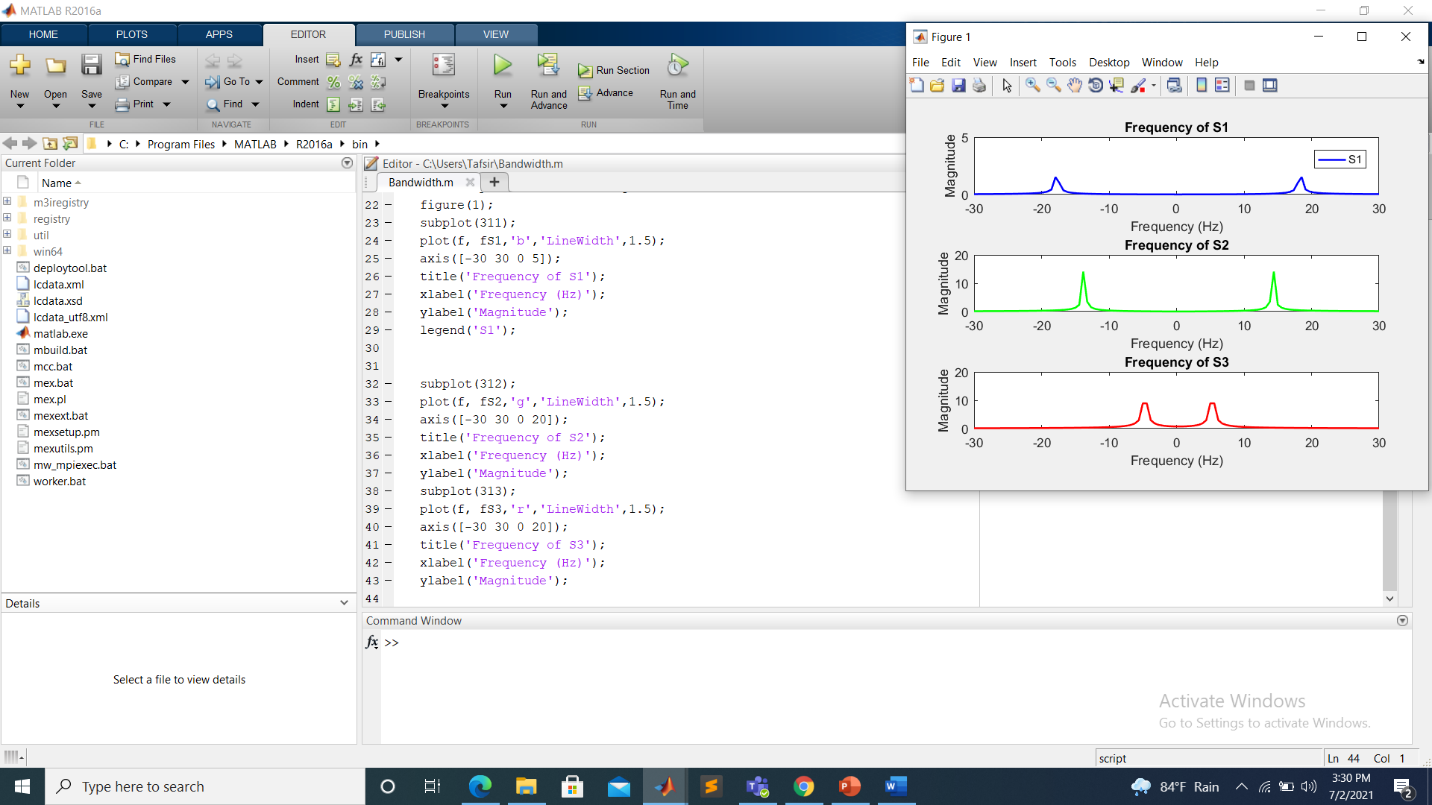 MATLAB R2016a
HOME PLOTS APPS EDITOR PUBLISH VIEW
New Open Save Find Files Compare Print
FILE
Go To Find
NAVIGATE
Insert fx
Comment %
Indent
EDIT
Breakpoints
BREAKPOINTS
Run Run and Advance Run Section Advance Run and Time
RUN
C: Program Files MATLAB R2016a bin
Current Folder
Name
m3iregistry
registry
util
win64
deploytool.bat
lcdata.xml
lcdata.xsd
lcdata_utf8.xml
matlab.exe
mbuild.bat
mcc.bat
mex.bat
mex.pl
mexext.bat
mexsetup.pm
mexutils.pm
mw_mpiexec.bat
worker.bat
Details
Select a file to view details
Editor - C:\Users\Tafsir\Bandwidth.m
Bandwidth.m
22 – figure(1);
23 – subplot(311);
24 – plot(f, fS1,'b','LineWidth',1.5);
25 – axis([-30 30 0 5]);
26 – title('Frequency of S1');
27 – xlabel('Frequency (Hz)');
28 – ylabel('Magnitude');
29 – legend('S1');
30
31
32 – subplot(312);
33 – plot(f, fS2,'g','LineWidth',1.5);
34 – axis([-30 30 0 20]);
35 – title('Frequency of S2');
36 – xlabel('Frequency (Hz)');
37 – ylabel('Magnitude');
38 – subplot(313);
39 – plot(f, fS3,'r','LineWidth',1.5);
40 – axis([-30 30 0 20]);
41 – title('Frequency of S3');
42 – xlabel('Frequency (Hz)');
43 – ylabel('Magnitude');
44
Command Window
fx >>
Figure 1
File Edit View Insert Tools Desktop Window Help
Frequency of S1
Magnitude
5
0
S1
-30 -20 -10 0 10 20 30
Frequency (Hz)
Frequency of S2
Magnitude
20
10
0
-30 -20 -10 0 10 20 30
Frequency (Hz)
Frequency of S3
Magnitude
20
10
0
-30 -20 -10 0 10 20 30
Frequency (Hz)
Activate Windows
Go to Settings to activate Windows.
script Ln 44 Col 1
Type here to search
84°F Rain
3:30 PM
7/2/2021
2